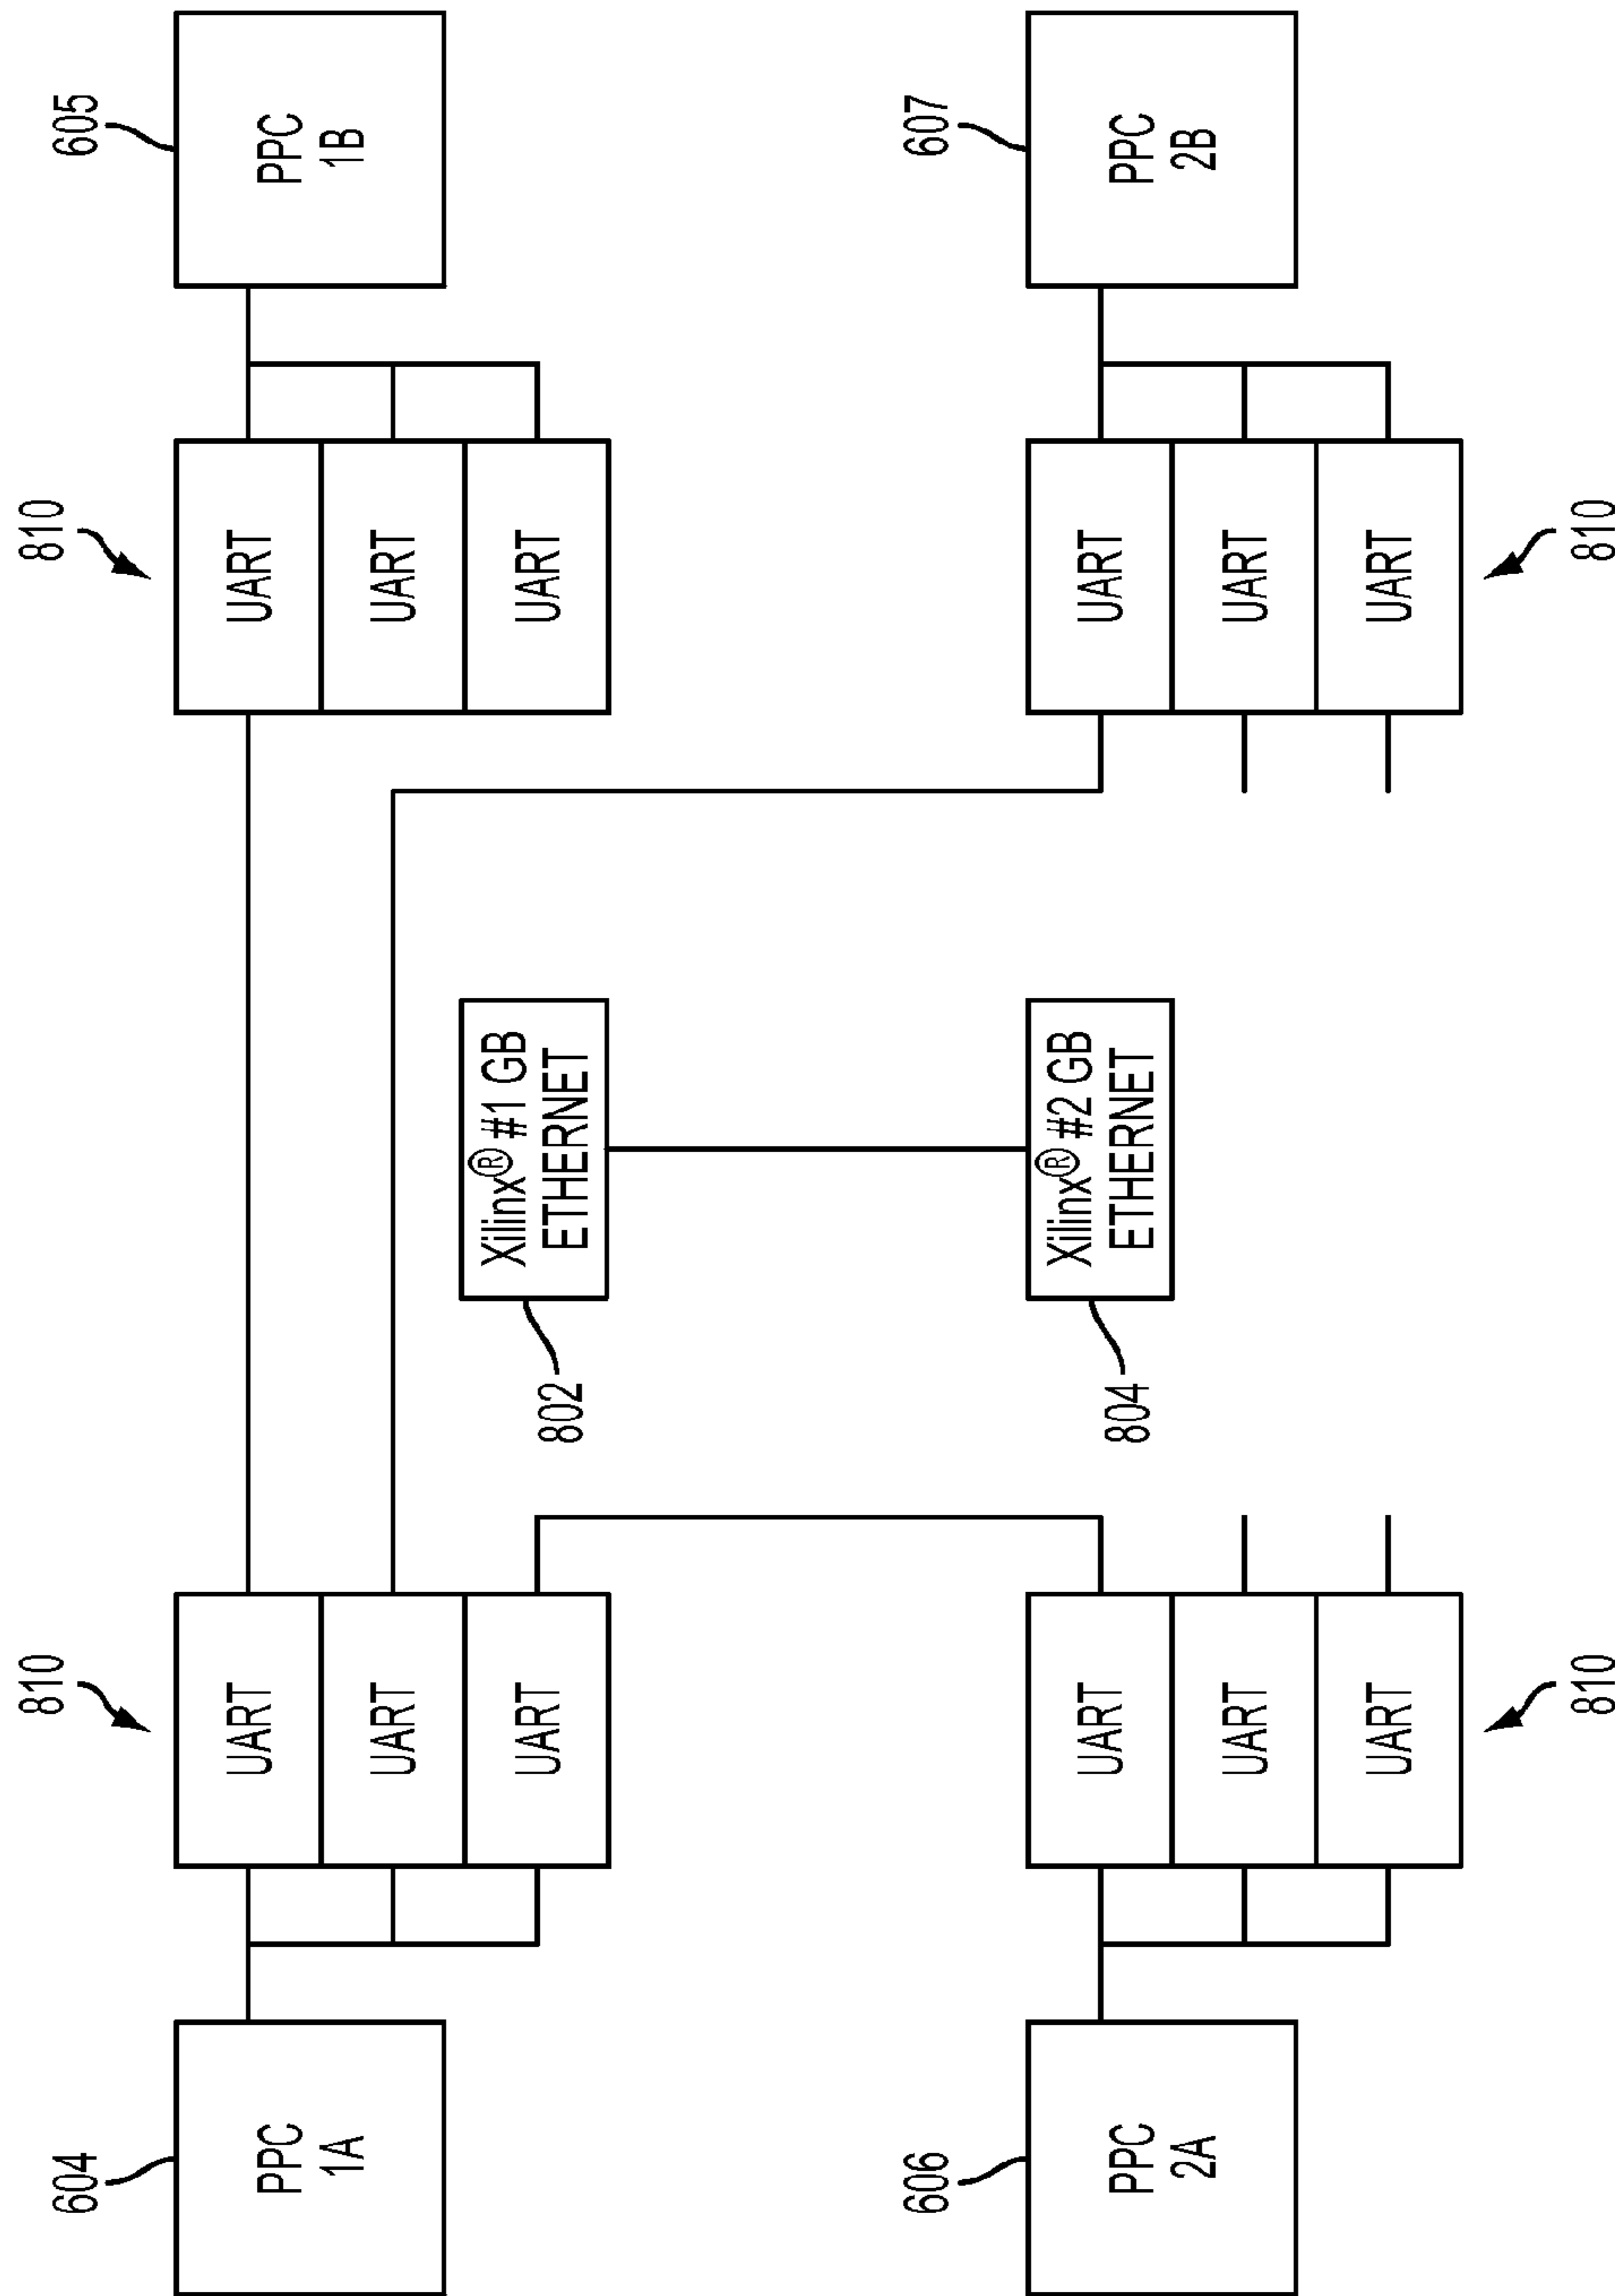 810
810
604
605
PPC
1A
UART
UART
UART
UART
UART
UART
PPC
1B
Xilinx® #1 GB
ETHERNET
802
606
607
PPC
2A
UART
UART
UART
Xilinx® #2 GB
ETHERNET
804
UART
UART
UART
PPC
2B
810
810